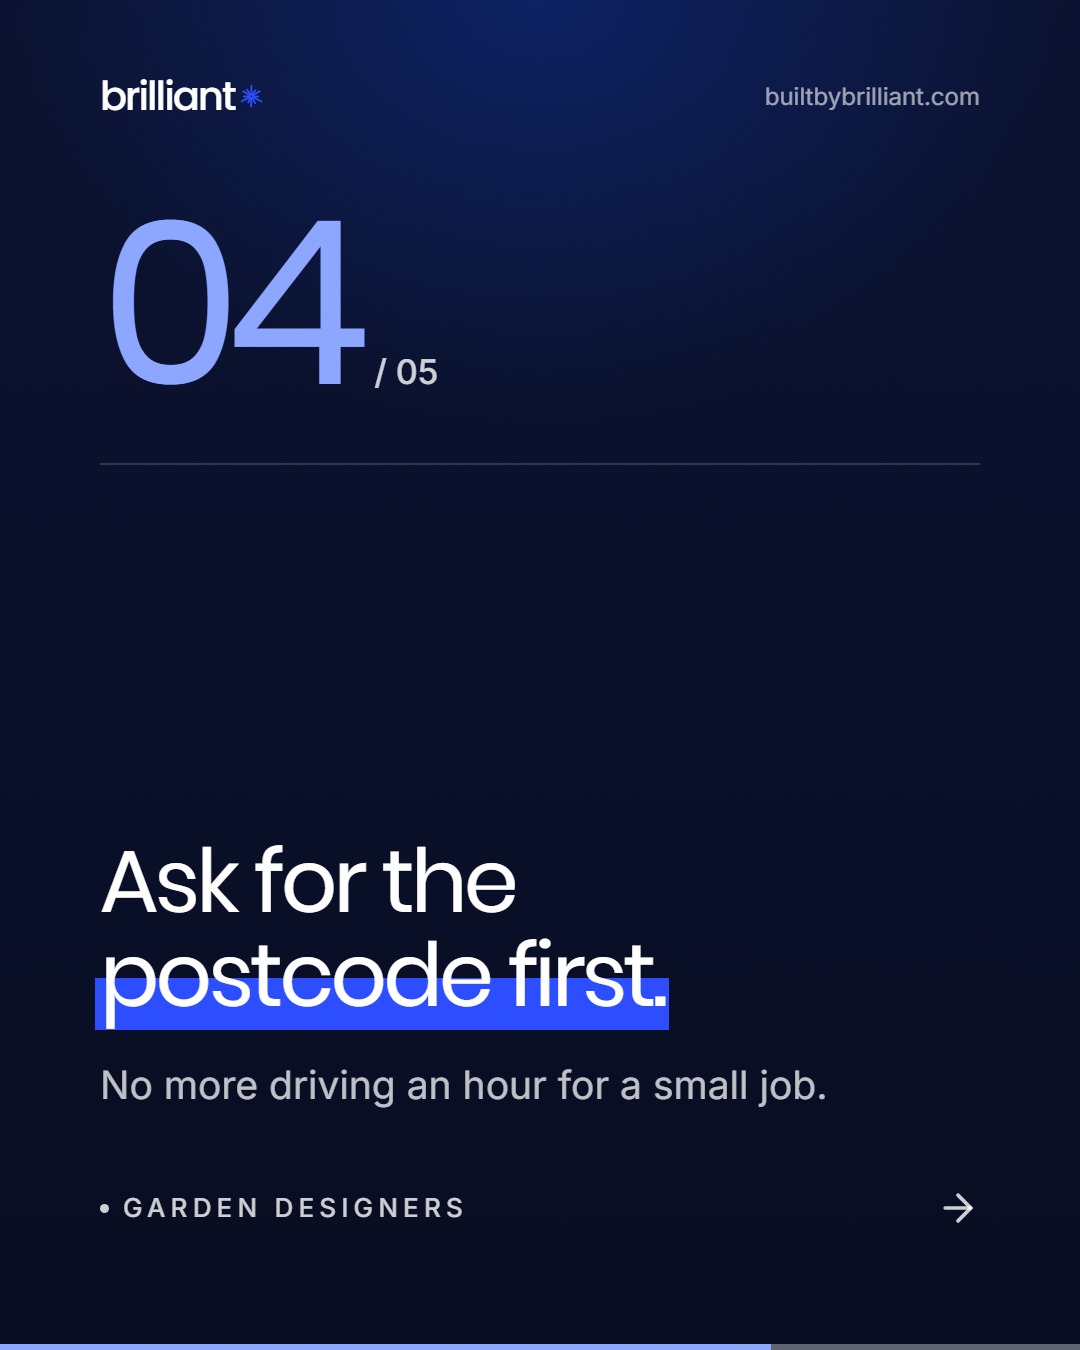 brilliant
builtbybrilliant.com
04 / 05
Ask for the
postcode first.
No more driving an hour for a small job.
• GARDEN DESIGNERS